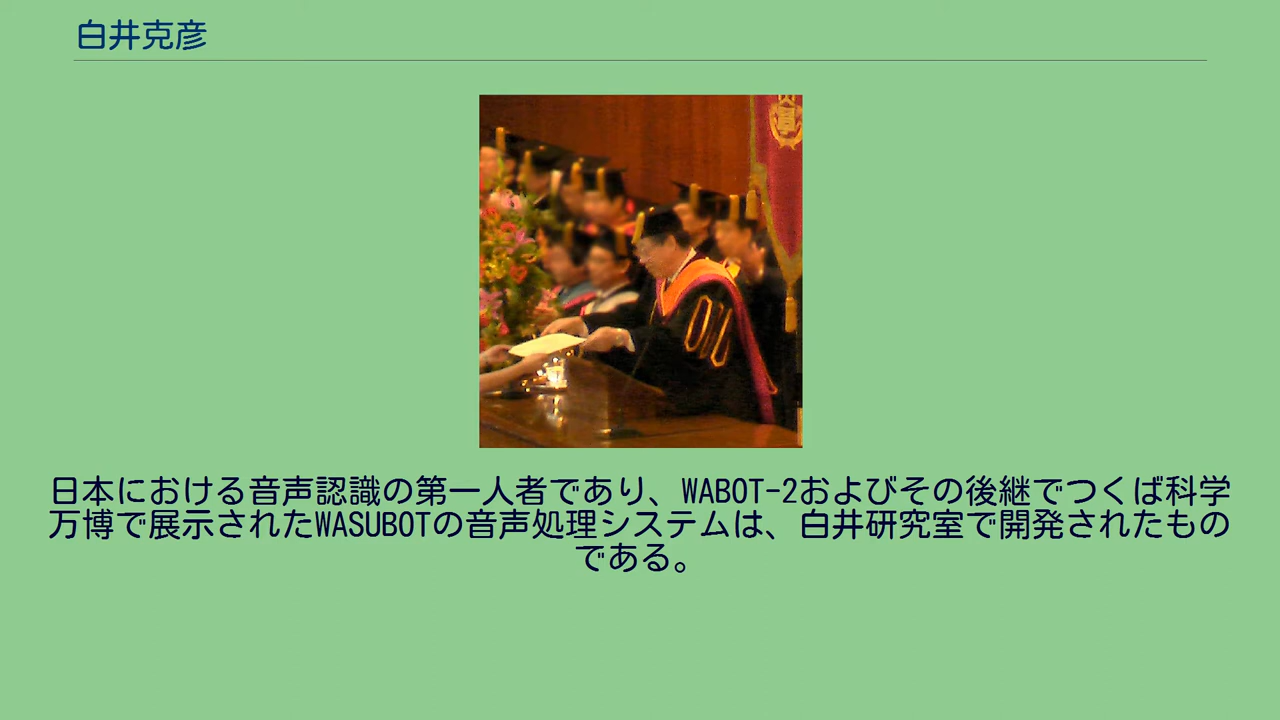 白井克彦
日本における音声認識の第一人者であり、WABOT-2およびその後継でつくば科学
万博で展示されたWASUBOTの音声処理システムは、白井研究室で開発されたもの
である。